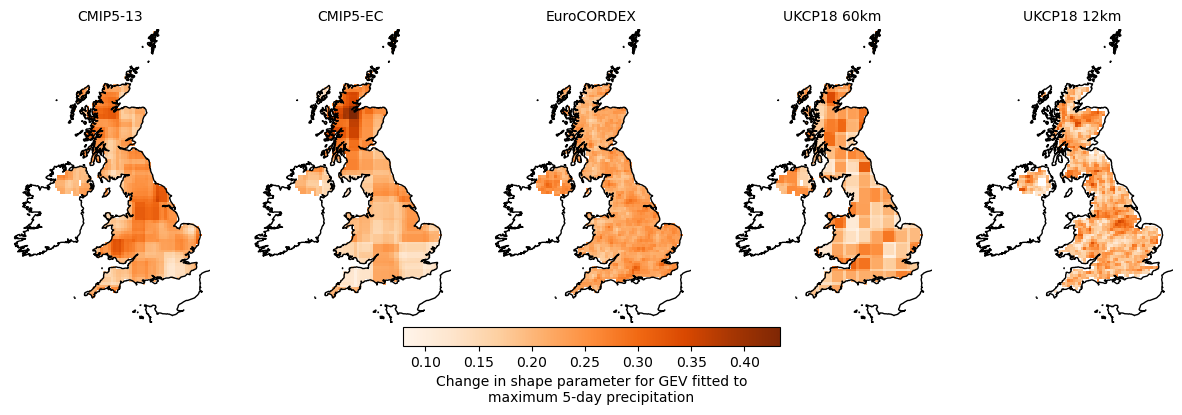 CMIP5-13
CMIP5-EC
EuroCORDEX
UKCP18 60km
UKCP18 12km
0.10
0.15
0.20
0.25
0.30
0.35
0.40
Change in shape parameter for GEV fitted to
maximum 5-day precipitation